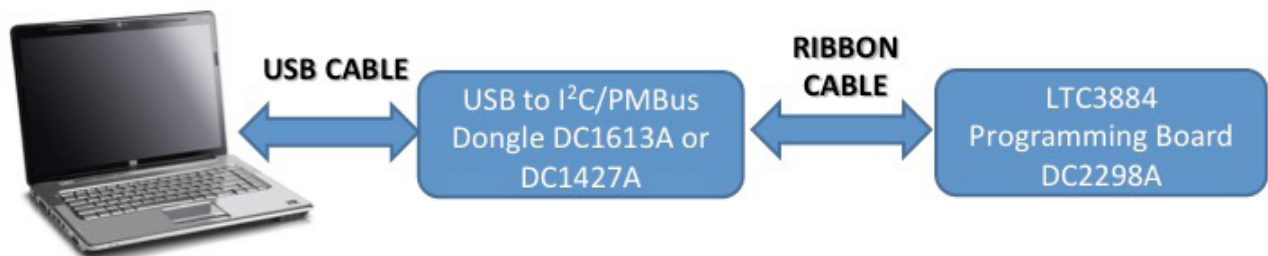 USB CABLE
USB to I²C/PMBus
Dongle DC1613A or
DC1427A
RIBBON
CABLE
LTC3884
Programming Board
DC2298A